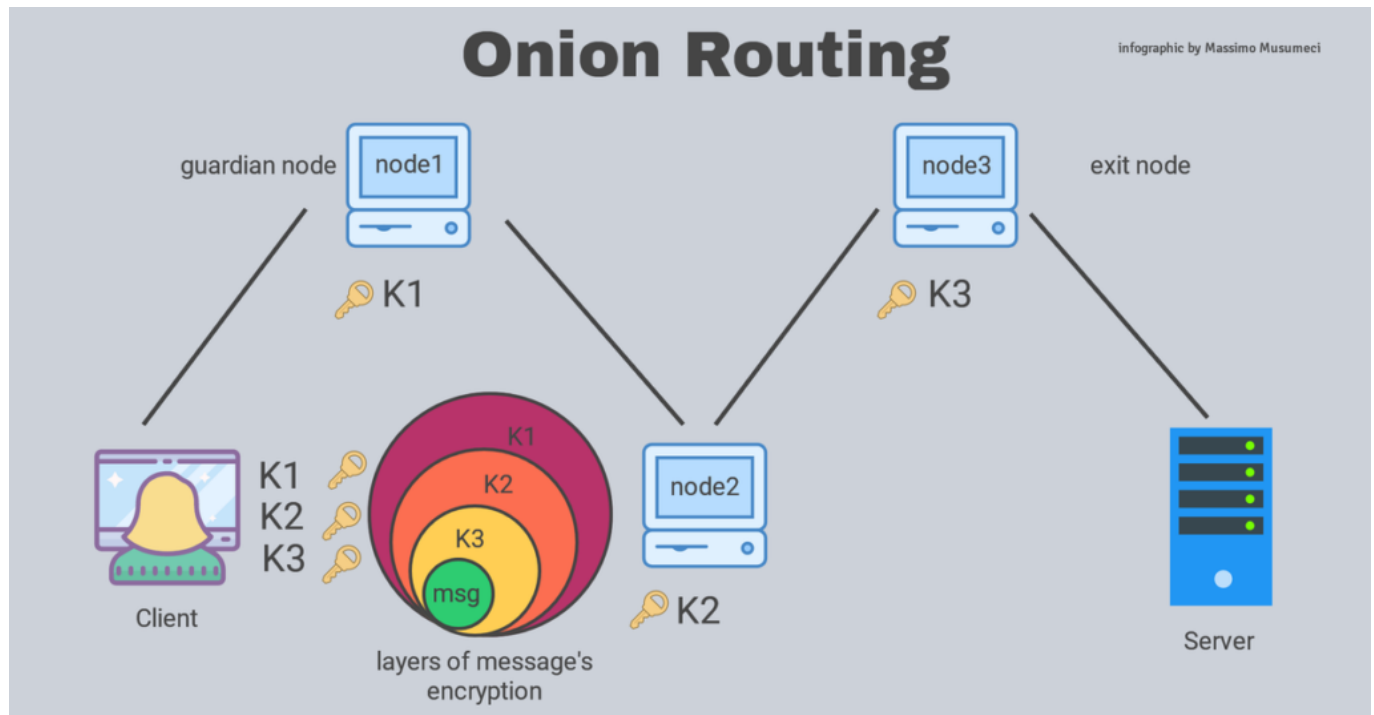 Onion Routing
infographic by Massimo Musumeci
guardian node
node1
node3
exit node
K1
K3
K1
K2
K3
K1
K2
K3
msg
node2
K2
Client
layers of message's
encryption
Server